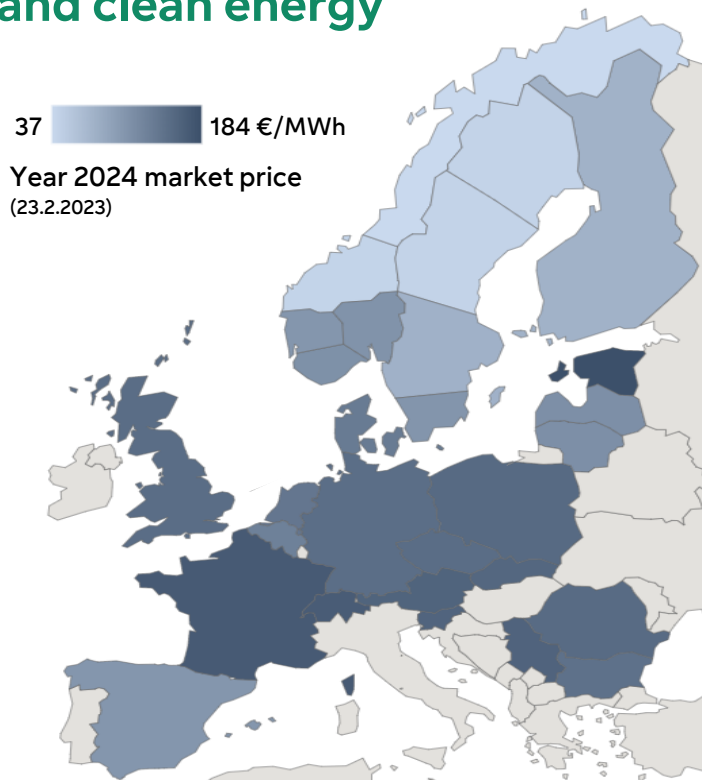 and clean energy
37 184 €/MWh
Year 2024 market price
(23.2.2023)